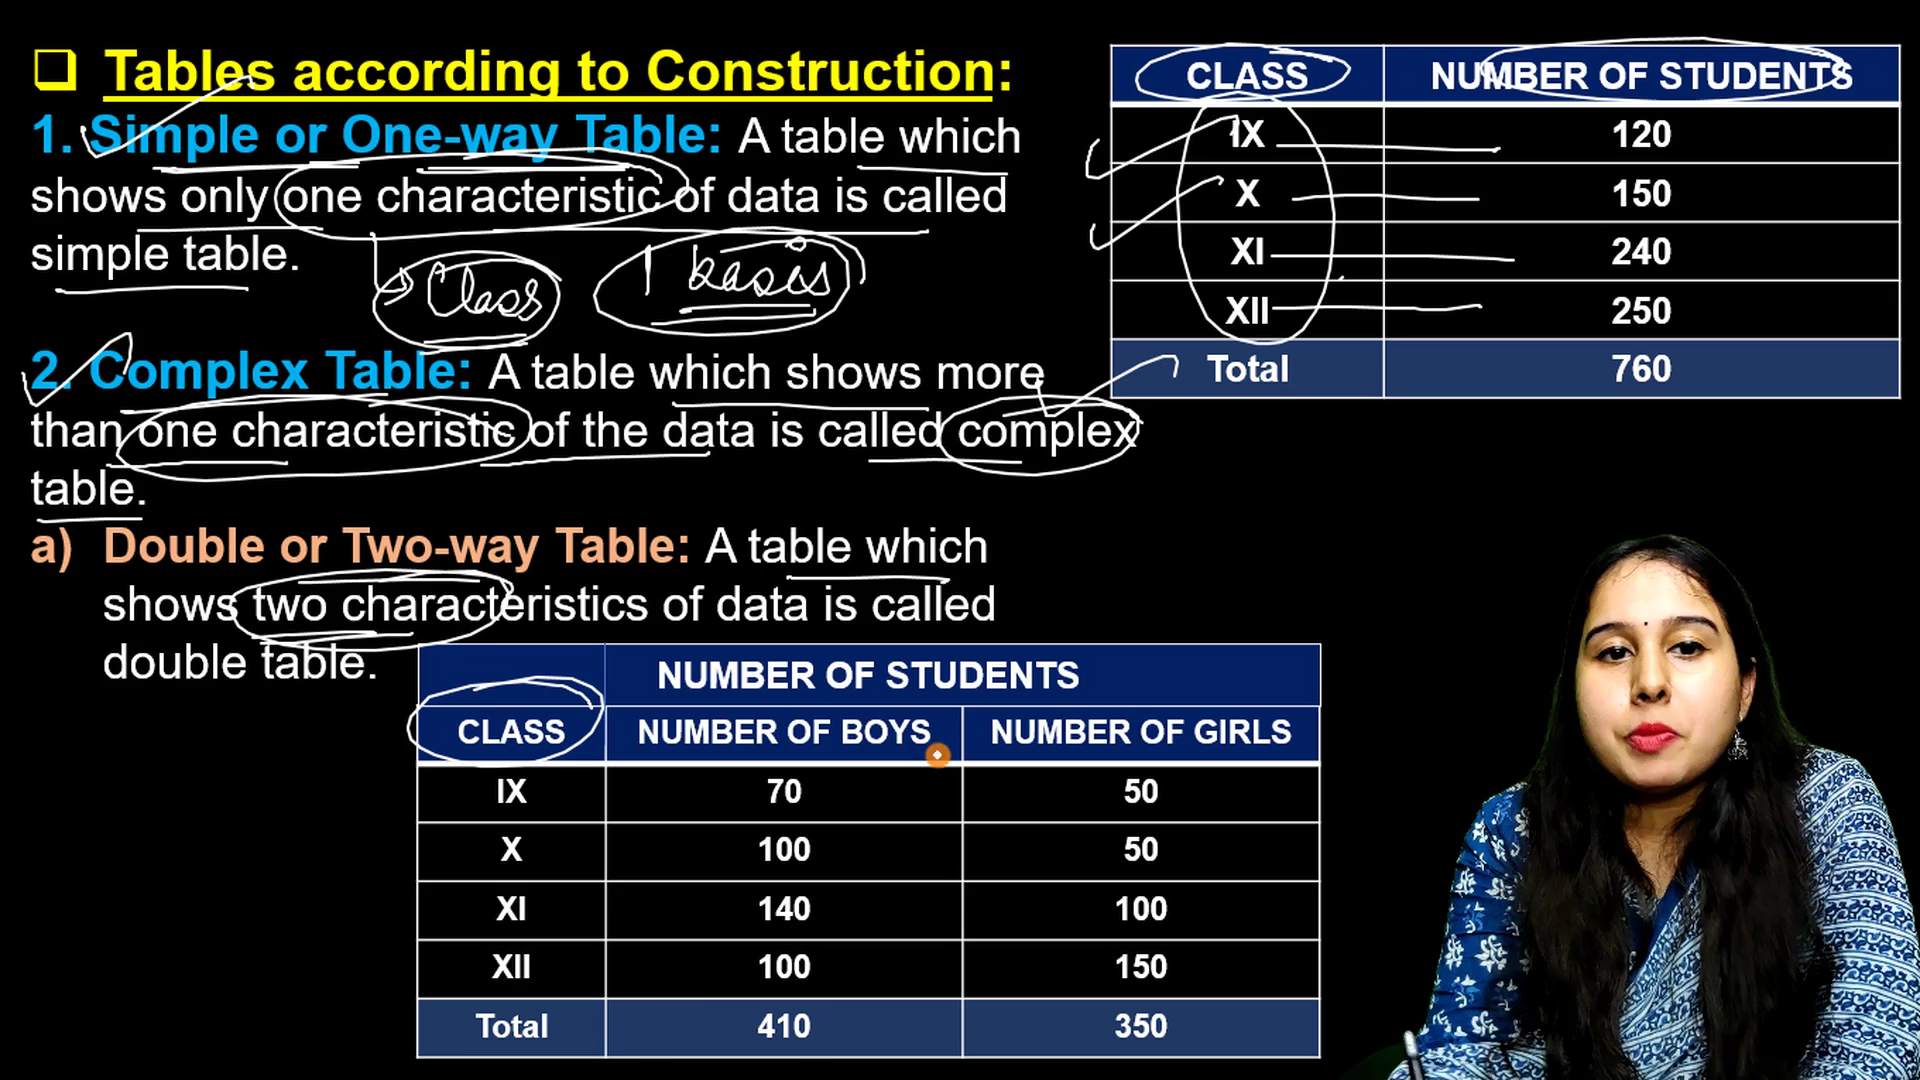 Tables according to Construction:
1. Simple or One-way Table: A table which
shows only one characteristic of data is called
simple table.
Class
1 basis
2. Complex Table: A table which shows more
than one characteristic of the data is called complex
table.
a) Double or Two-way Table: A table which
shows two characteristics of data is called
double table.
CLASS NUMBER OF STUDENTS
IX 120
X 150
XI 240
XII 250
Total 760
NUMBER OF STUDENTS
CLASS NUMBER OF BOYS NUMBER OF GIRLS
IX 70 50
X 100 50
XI 140 100
XII 100 150
Total 410 350